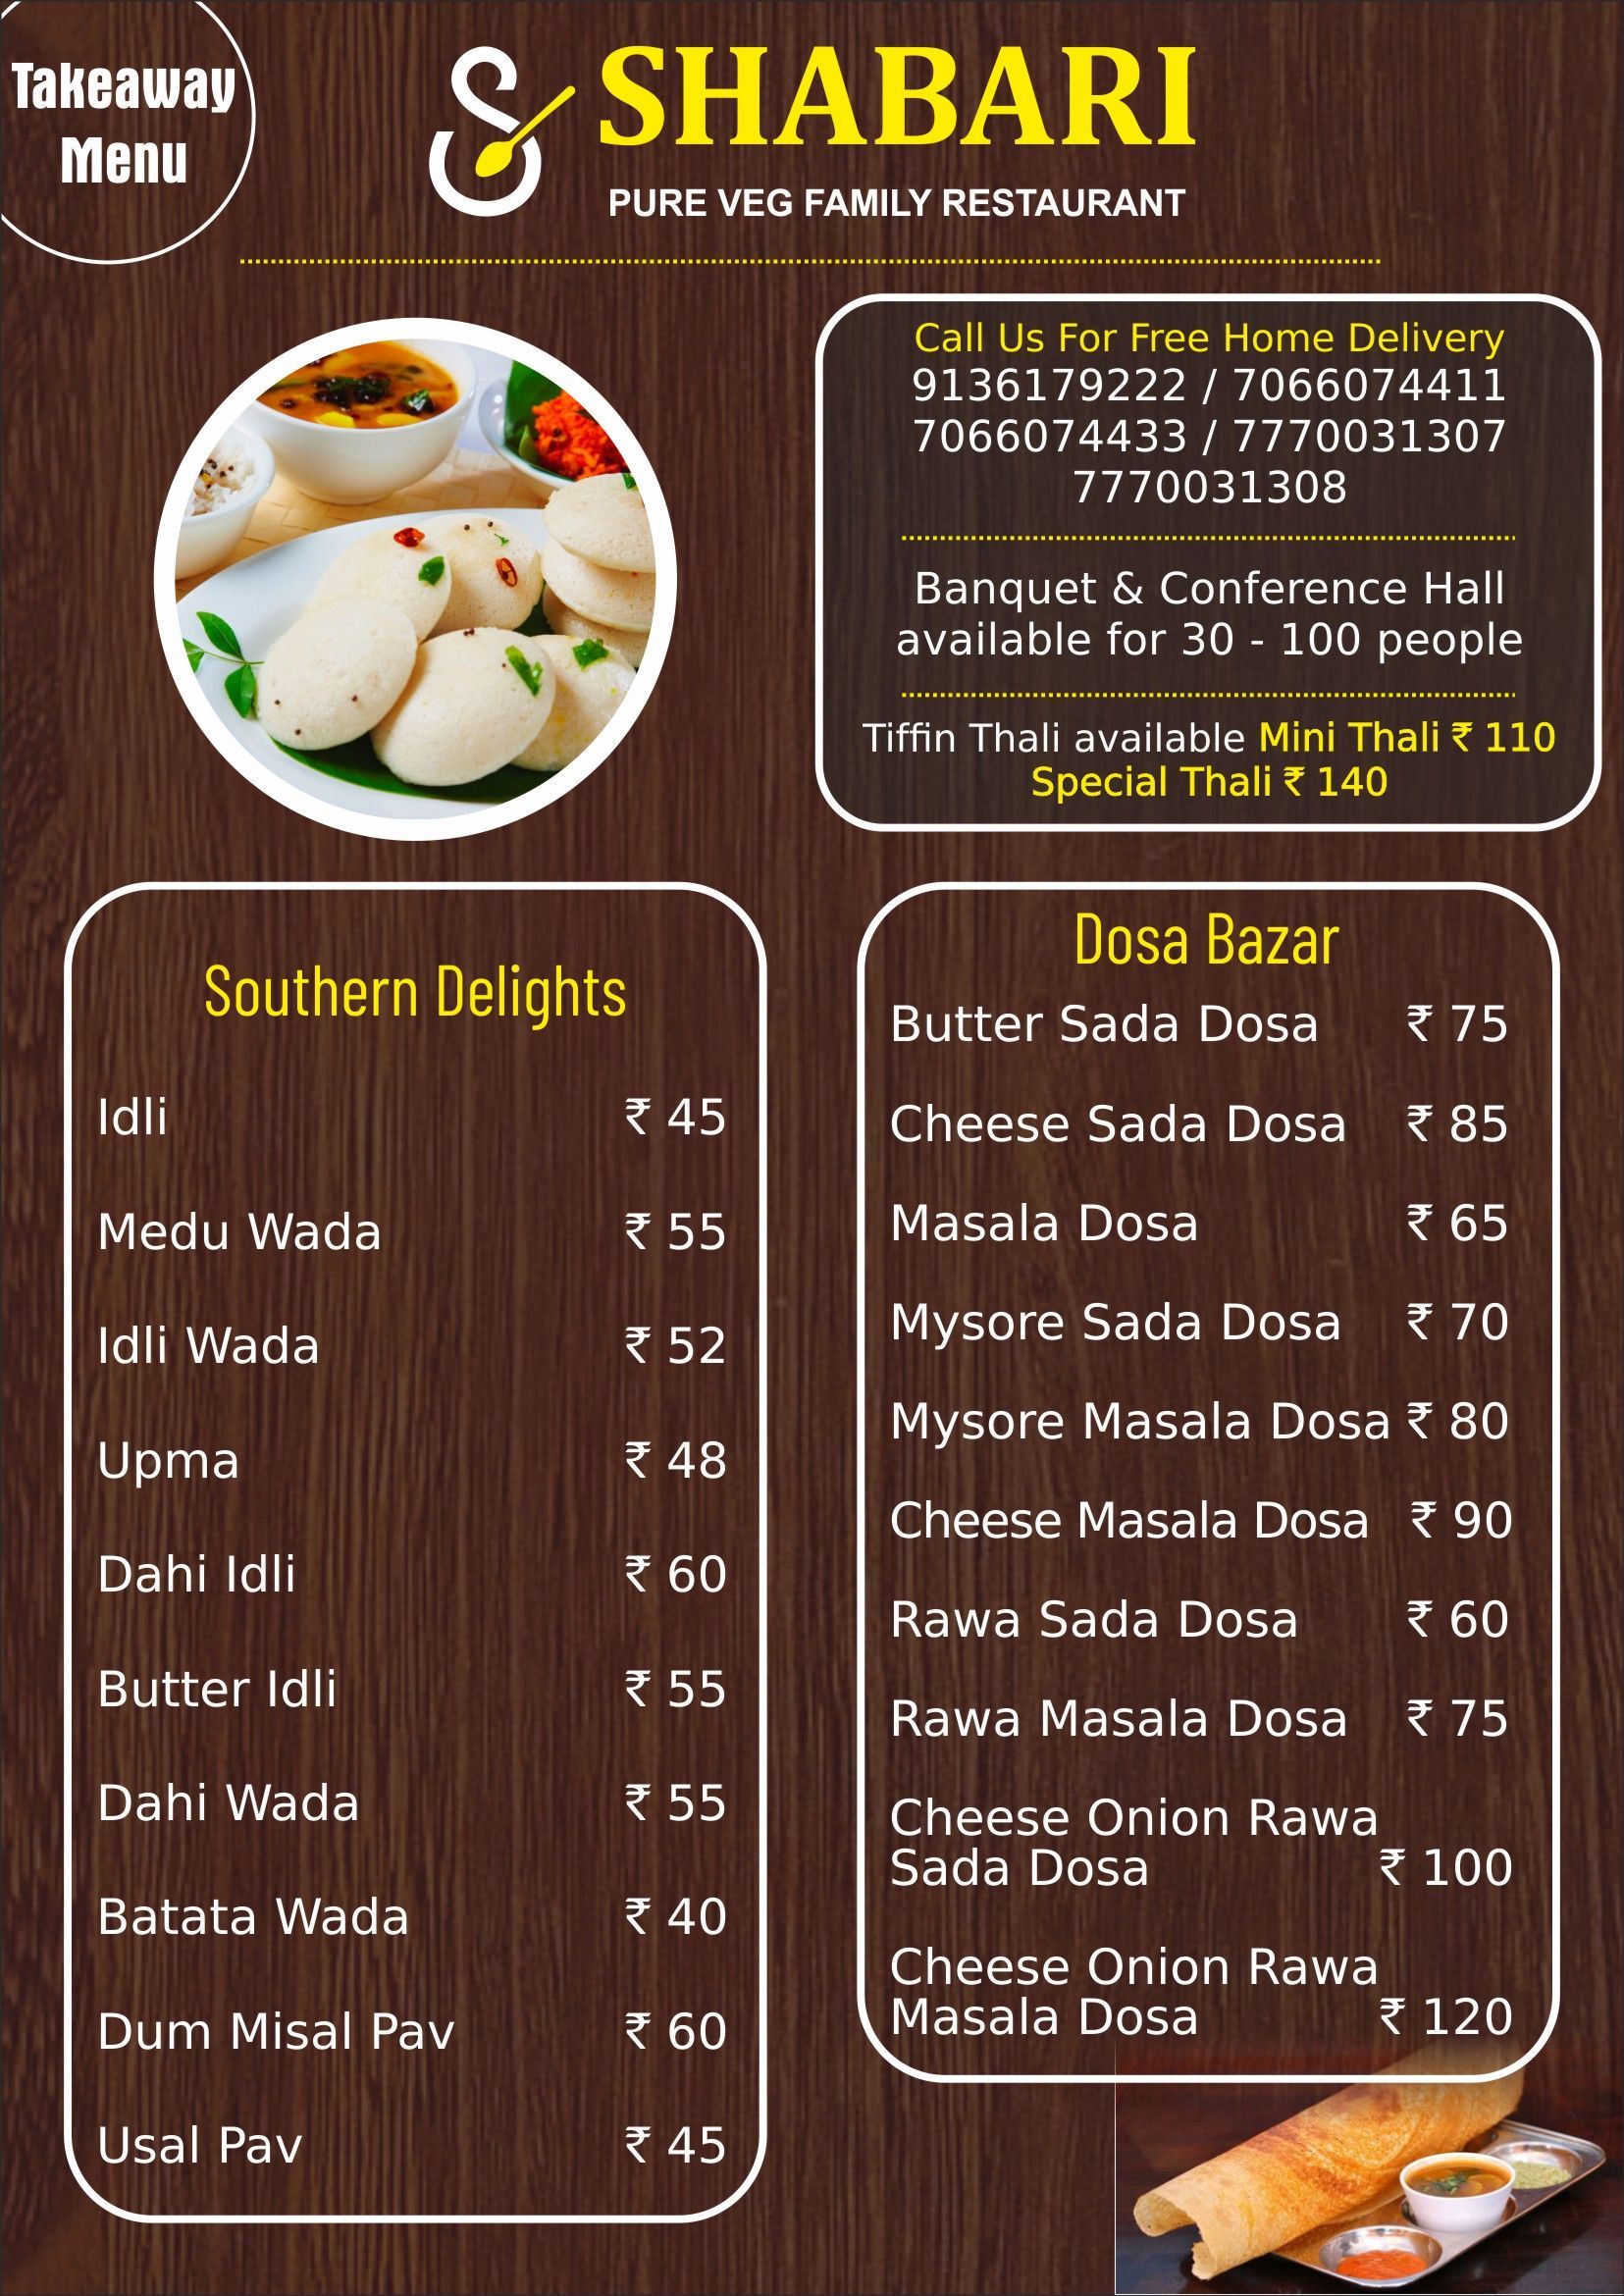 Takeaway
Menu
SHABARI
PURE VEG FAMILY RESTAURANT
Call Us For Free Home Delivery
9136179222 / 7066074411
7066074433 / 7770031307
7770031308
Banquet & Conference Hall
available for 30 - 100 people
Tiffin Thali available Mini Thali ₹ 110
Special Thali ₹ 140
Southern Delights
Idli ₹ 45
Medu Wada ₹ 55
Idli Wada ₹ 52
Upma ₹ 48
Dahi Idli ₹ 60
Butter Idli ₹ 55
Dahi Wada ₹ 55
Batata Wada ₹ 40
Dum Misal Pav ₹ 60
Usal Pav ₹ 45
Dosa Bazar
Butter Sada Dosa ₹ 75
Cheese Sada Dosa ₹ 85
Masala Dosa ₹ 65
Mysore Sada Dosa ₹ 70
Mysore Masala Dosa ₹ 80
Cheese Masala Dosa ₹ 90
Rawa Sada Dosa ₹ 60
Rawa Masala Dosa ₹ 75
Cheese Onion Rawa
Sada Dosa ₹ 100
Cheese Onion Rawa
Masala Dosa ₹ 120